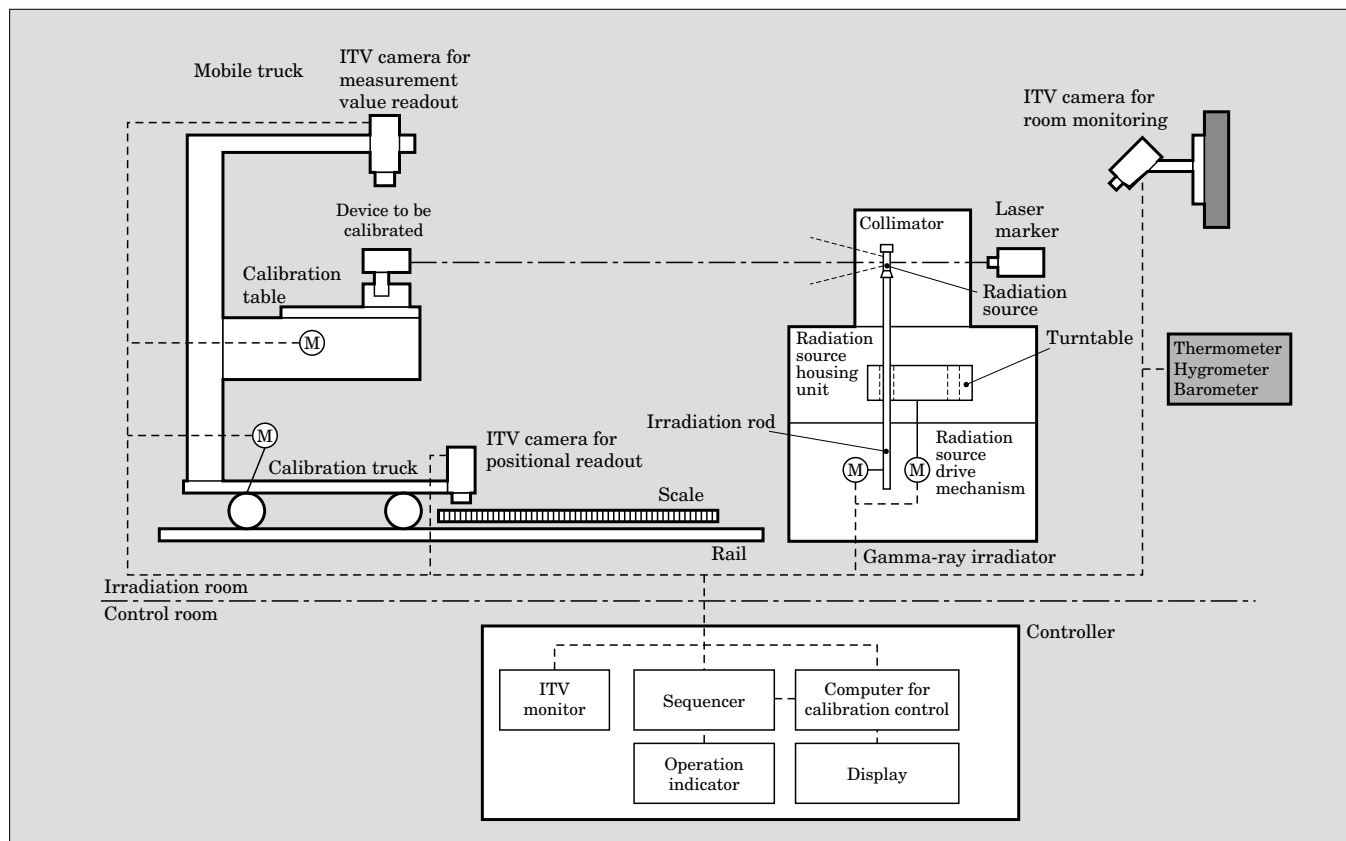 Mobile truck
ITV camera for
measurement
value readout
ITV camera for
room monitoring
Device to be
calibrated
Collimator
Laser
marker
Calibration
table
Radiation
source
M
Radiation
source
housing
unit
Turntable
Thermometer
Hygrometer
Barometer
M
Calibration truck
ITV camera for
positional readout
Irradiation rod
Radiation
source
drive
mechanism
M
M
Scale
Rail
Gamma-ray irradiator
Irradiation room
Control room
Controller
ITV
monitor
Sequencer
Computer for
calibration control
Operation
indicator
Display